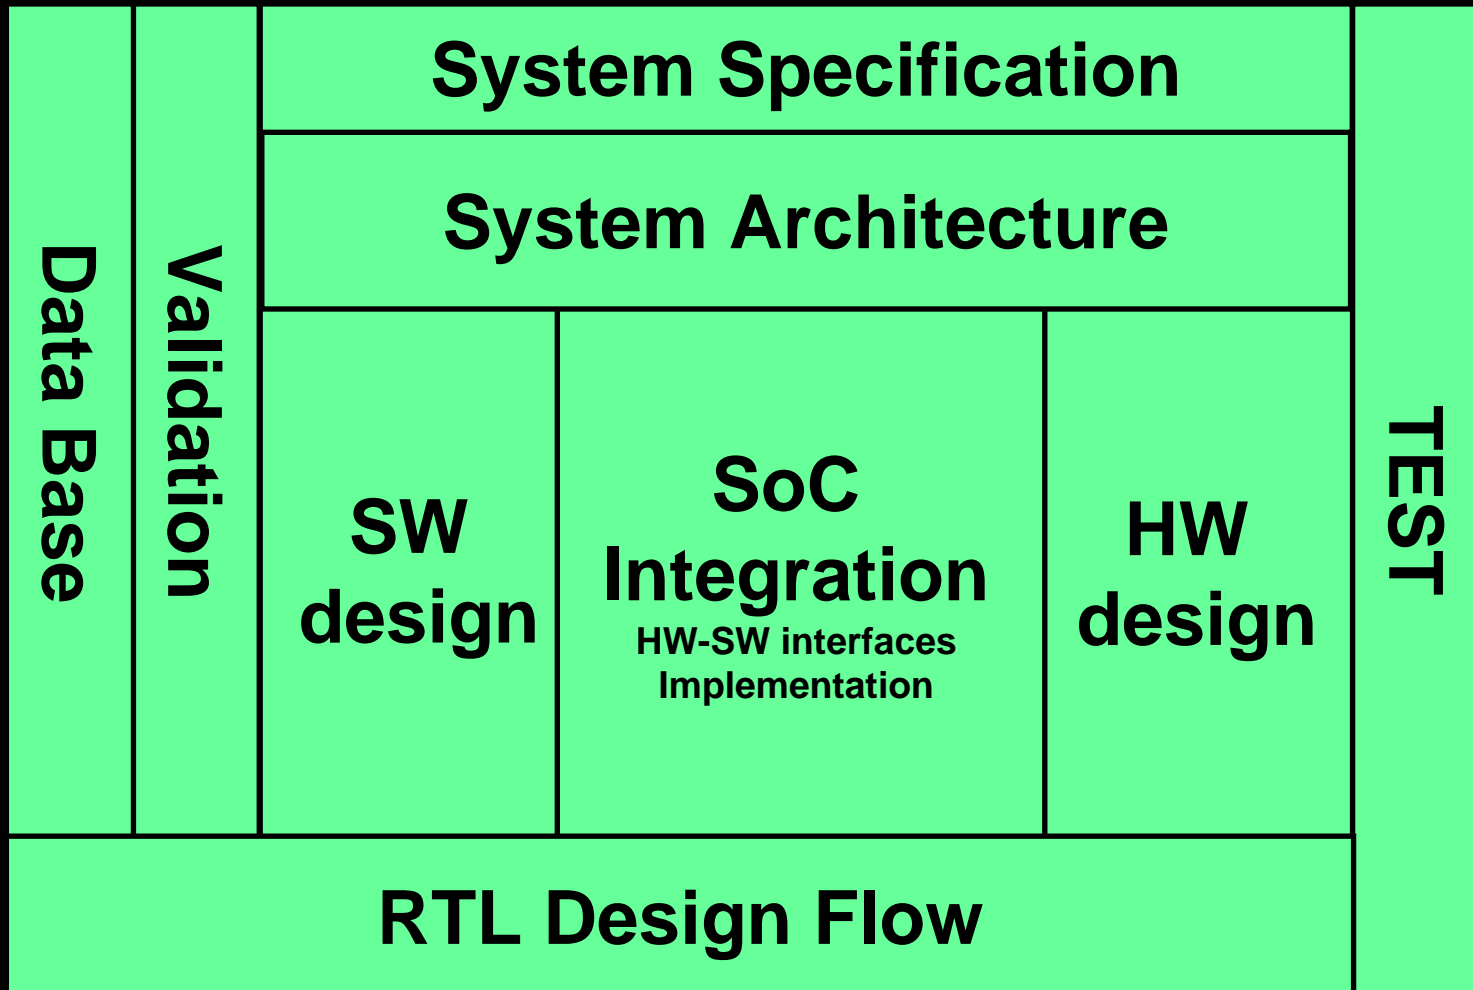 Data Base
Validation
System Specification
System Architecture
SW
design
SoC
Integration
HW-SW interfaces
Implementation
HW
design
TEST
RTL Design Flow